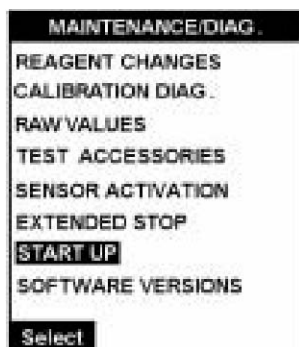 MAINTENANCE/DIAG.
REAGENT CHANGES
CALIBRATION DIAG.
RAW VALUES
TEST ACCESSORIES
SENSOR ACTIVATION
EXTENDED STOP
START UP
SOFTWARE VERSIONS
Select